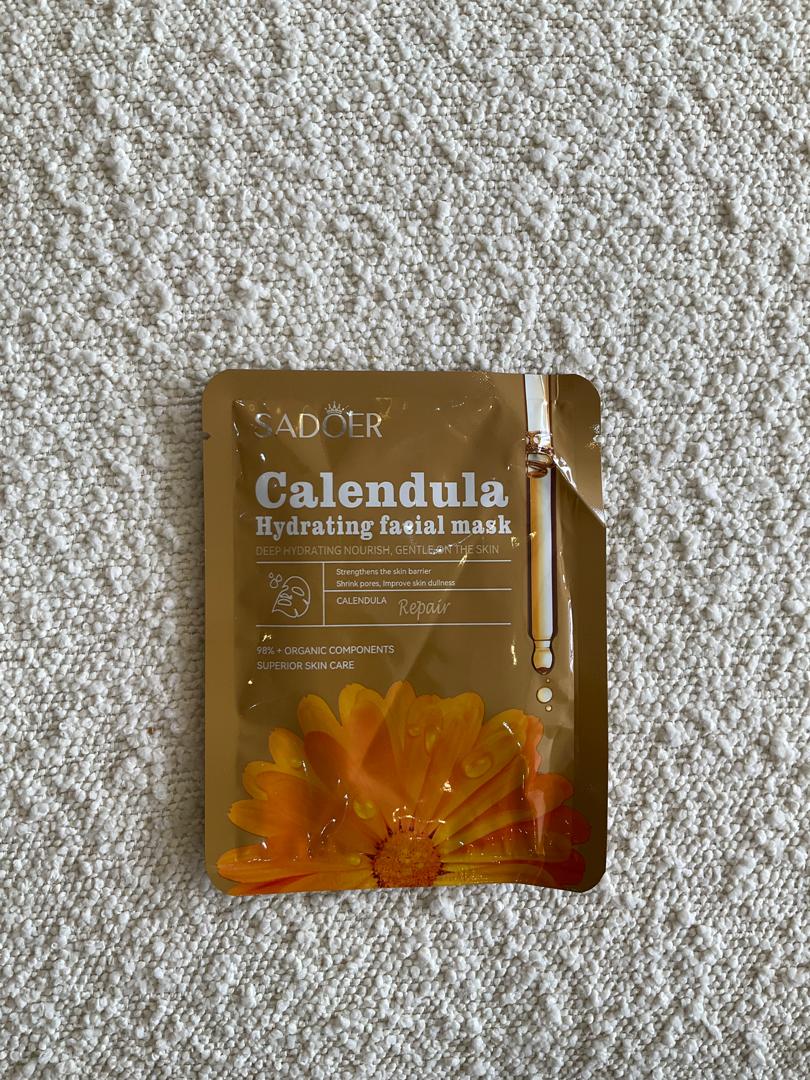 SADOER
Calendula
Hydrating facial mask
DEEP HYDRATING NOURISH, GENTLE ON THE SKIN
Strengthens the skin barrier
Shrink pores, Improve skin dullness
CALENDULA Repair
98% + ORGANIC COMPONENTS
SUPERIOR SKIN CARE